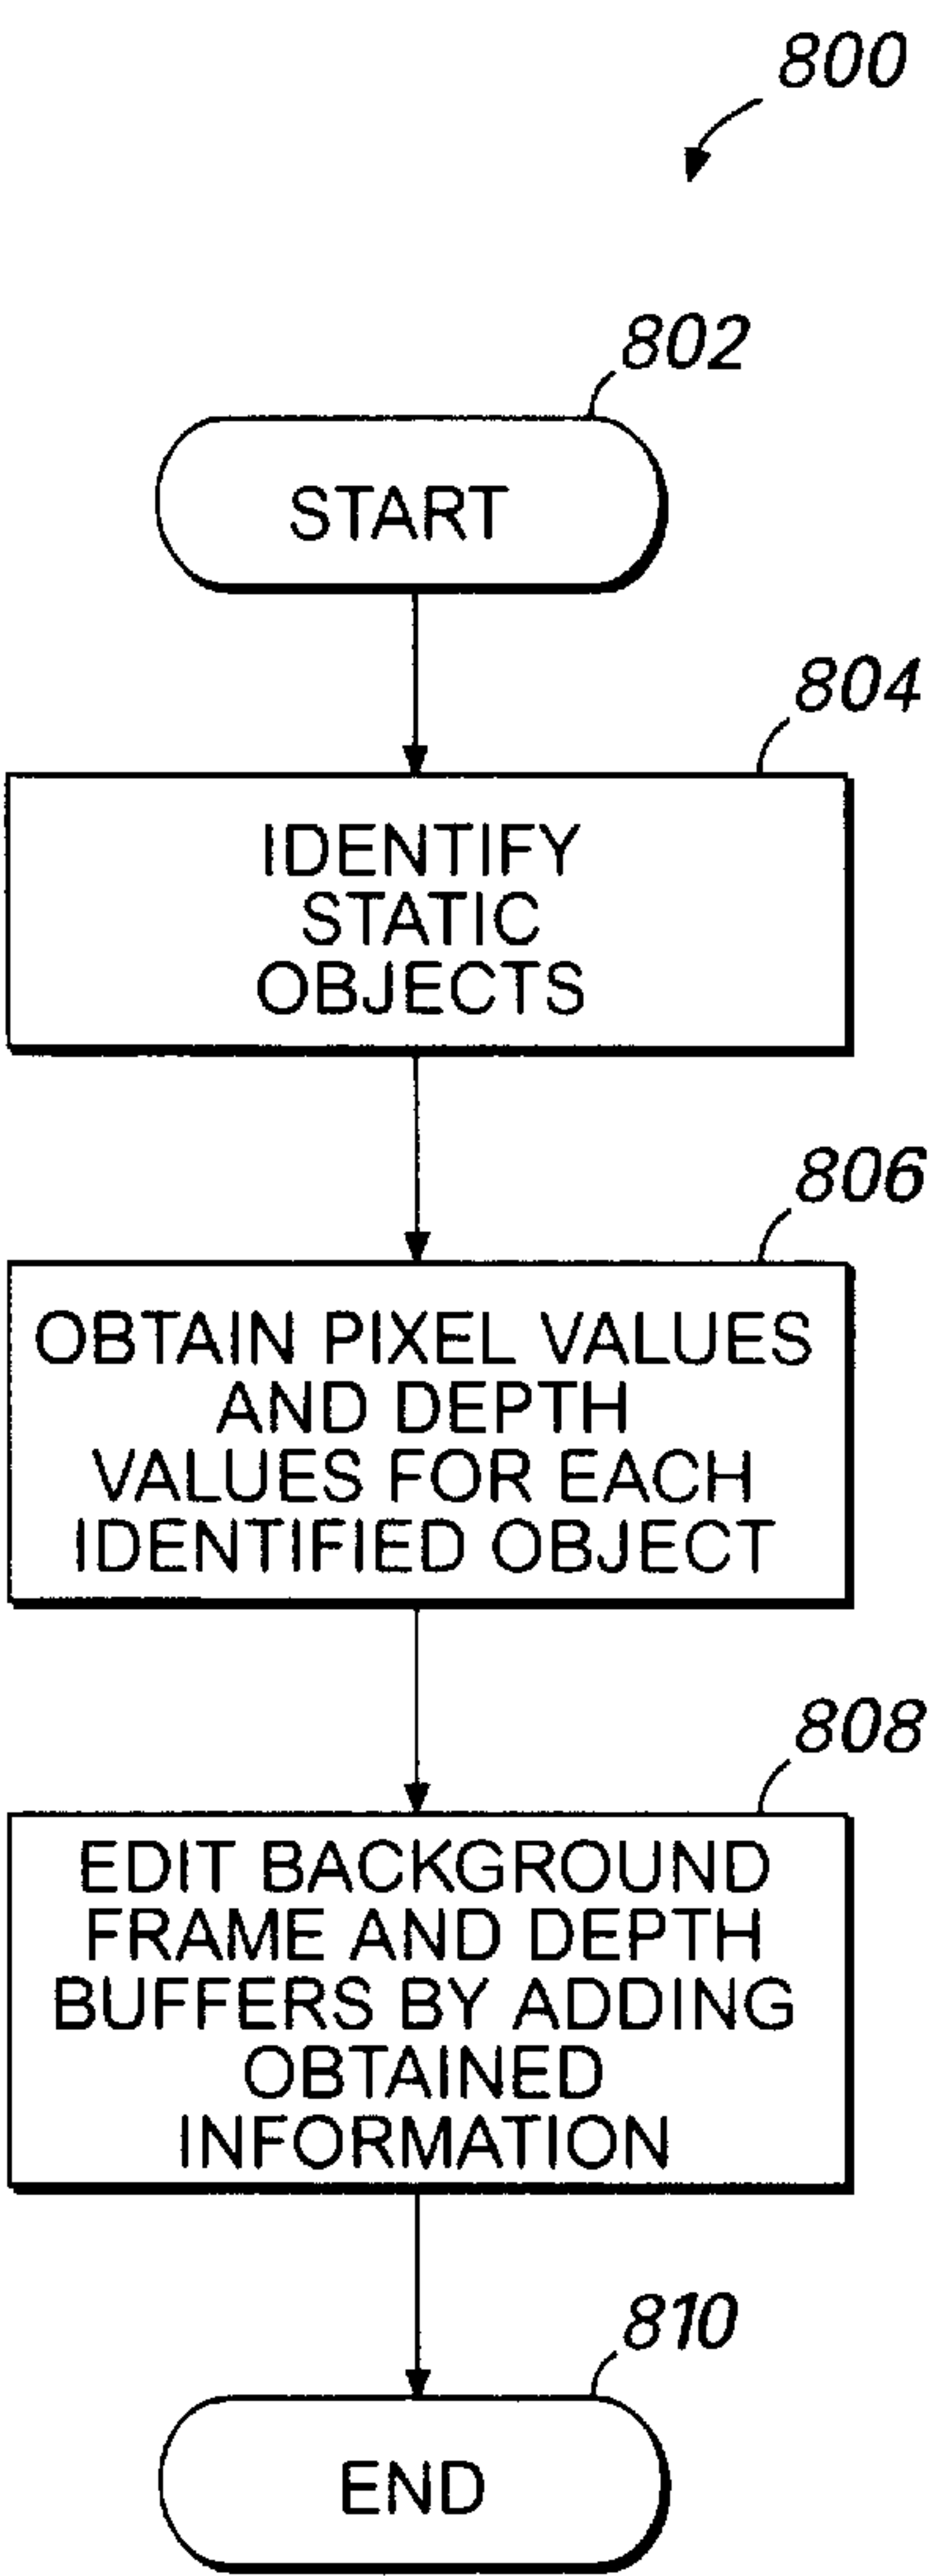 800
802
START
804
IDENTIFY
STATIC
OBJECTS
806
OBTAIN PIXEL VALUES
AND DEPTH
VALUES FOR EACH
IDENTIFIED OBJECT
808
EDIT BACKGROUND
FRAME AND DEPTH
BUFFERS BY ADDING
OBTAINED
INFORMATION
810
END